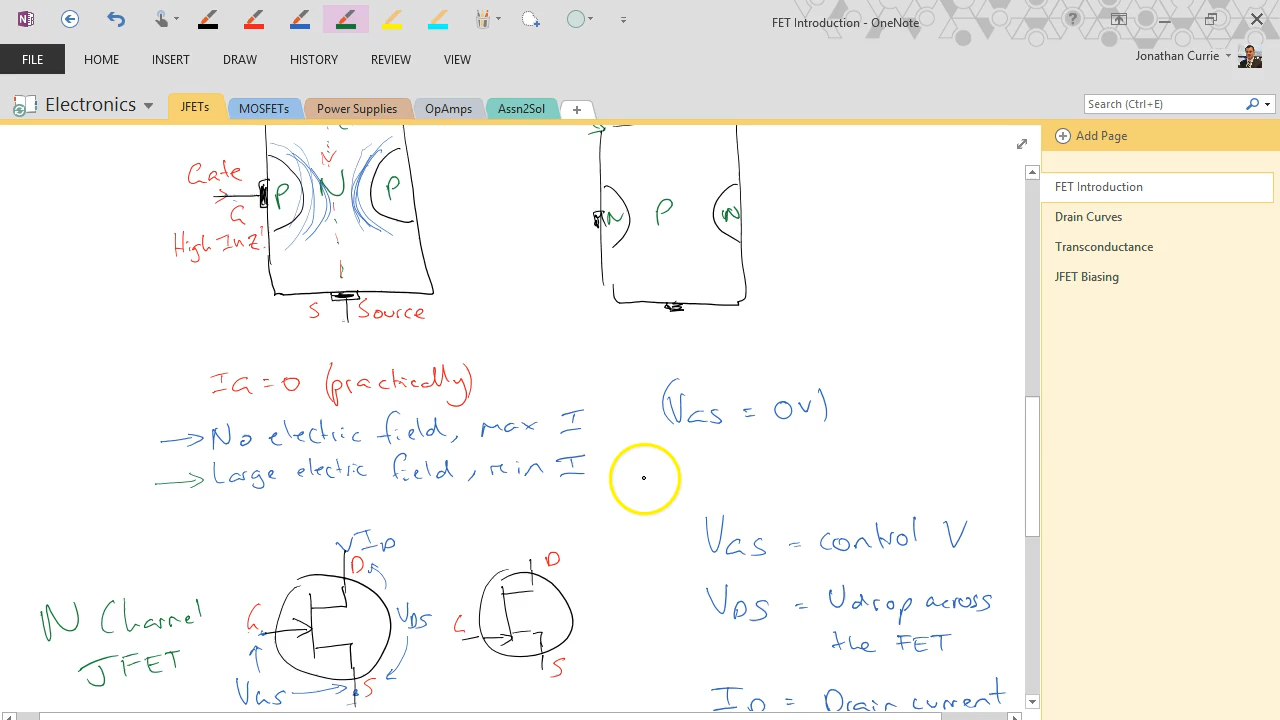 FET Introduction - OneNote
?
FILE HOME INSERT DRAW HISTORY REVIEW VIEW
Jonathan Currie
Electronics
JFETs MOSFETs Power Supplies OpAmps Assn2Sol +
Search (Ctrl+E)
Add Page
FET Introduction
Drain Curves
Transconductance
JFET Biasing
Gate
G
High In Z!
P N P
N
S Source
N P N
IG = 0 (practically)
No electric field, max I
(VGS = 0V)
Large electric field, min I
N Channel
JFET
ID
D
G
VDS
VGS
S
D
G
S
VGS = control V
VDS = V drop across
the FET
ID = Drain current